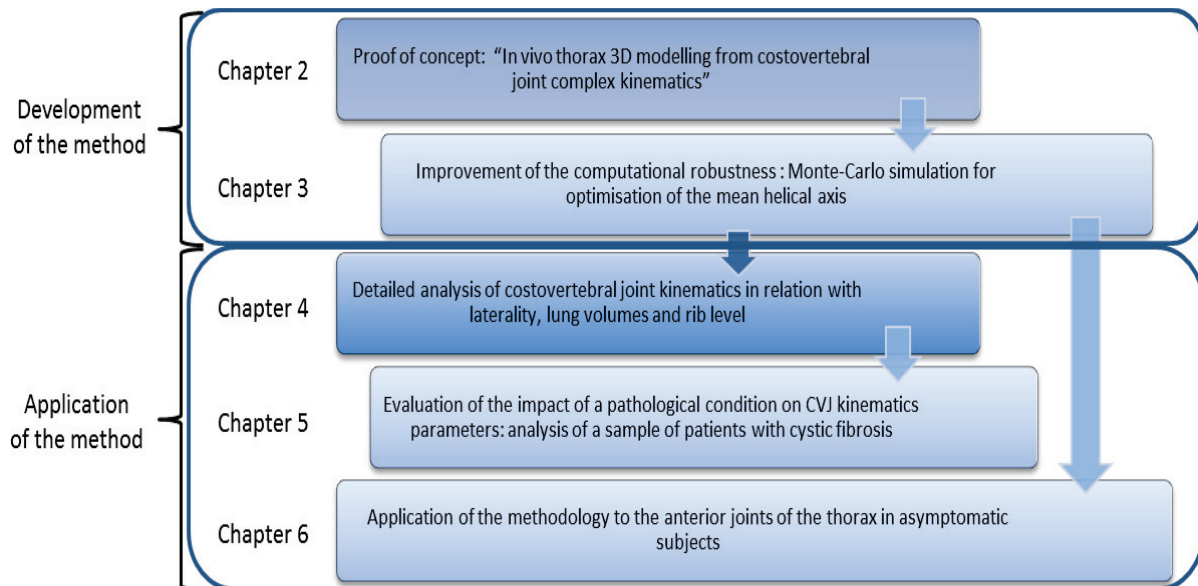 Development
of the method
Chapter 2
Proof of concept: “In vivo thorax 3D modelling from costovertebral
joint complex kinematics”
Chapter 3
Improvement of the computational robustness : Monte-Carlo simulation for
optimisation of the mean helical axis
Application
of the method
Chapter 4
Detailed analysis of costovertebral joint kinematics in relation with
laterality, lung volumes and rib level
Chapter 5
Evaluation of the impact of a pathological condition on CVJ kinematics
parameters: analysis of a sample of patients with cystic fibrosis
Chapter 6
Application of the methodology to the anterior joints of the thorax in asymptomatic
subjects